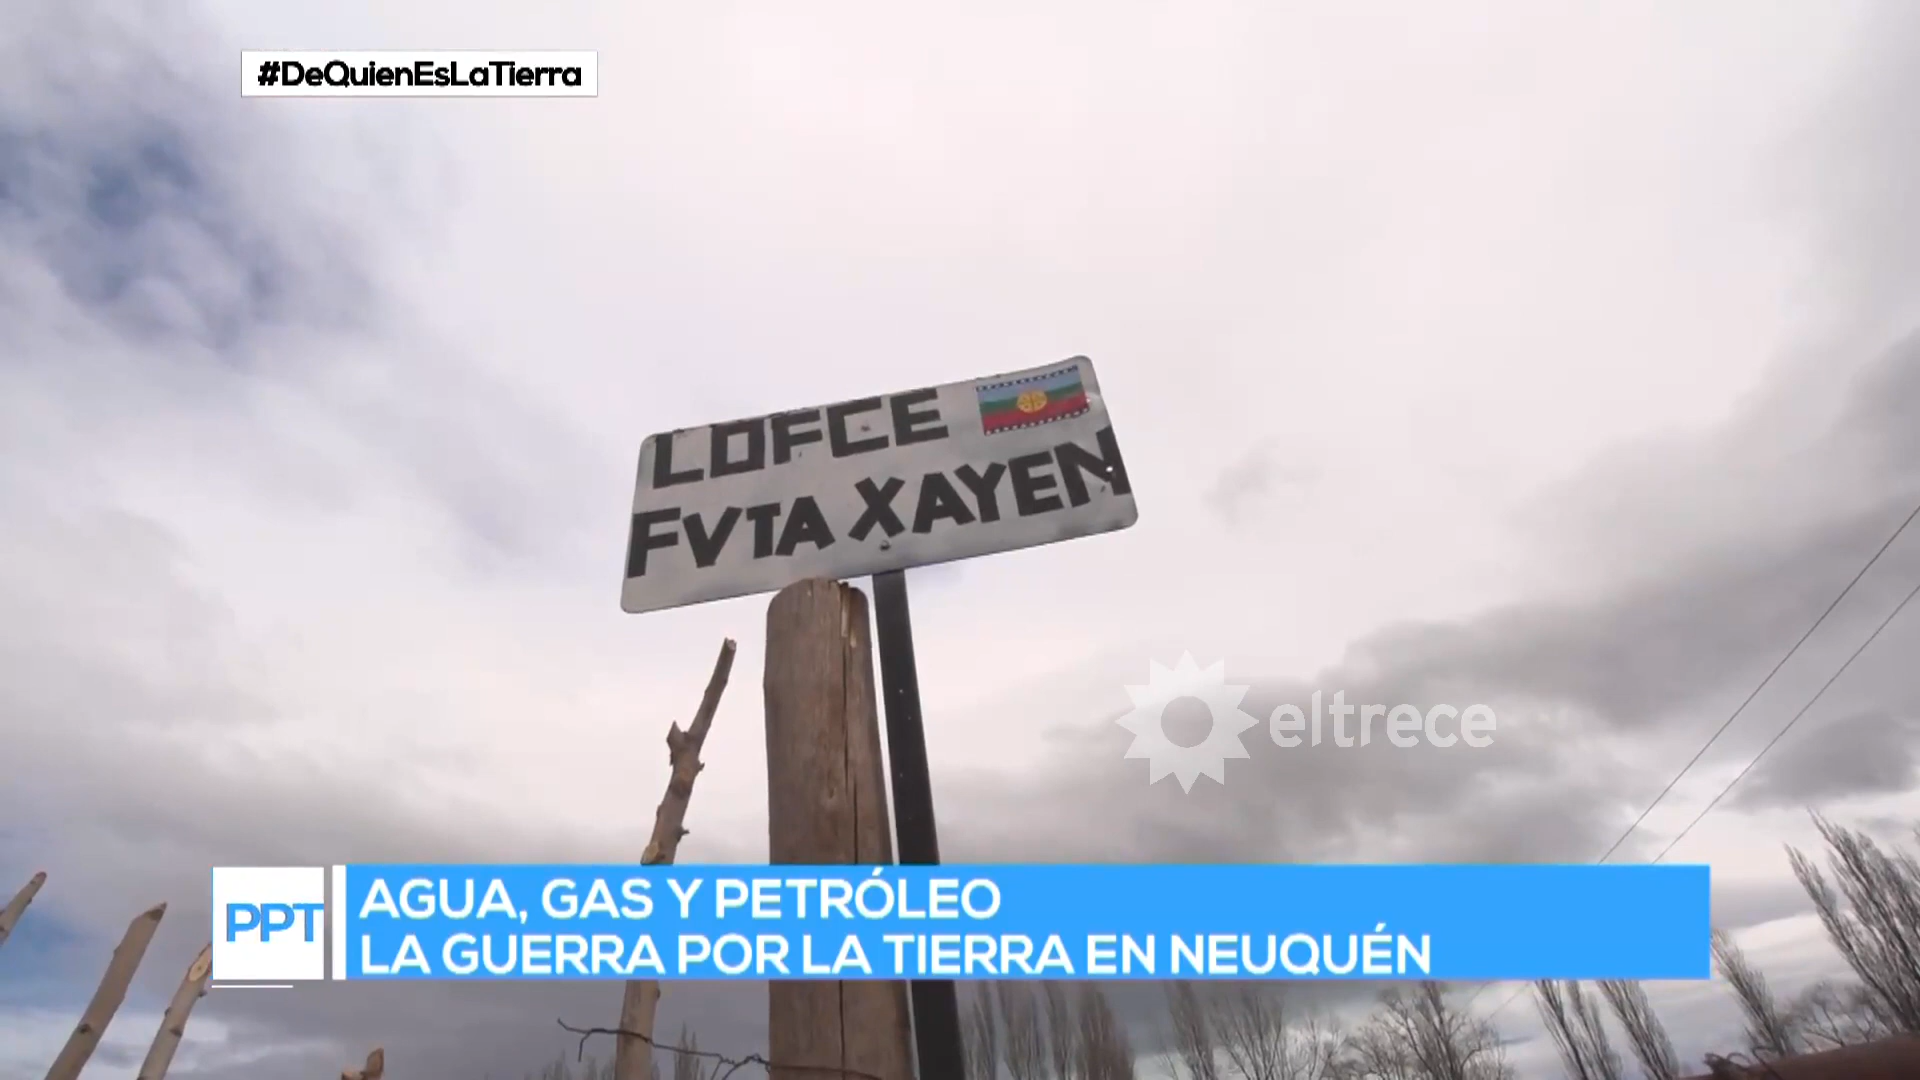 #DeQuienEsLaTierra
LOFCE
FVTA XAYEN
eltrece
PPT
AGUA, GAS Y PETRÓLEO
LA GUERRA POR LA TIERRA EN NEUQUÉN